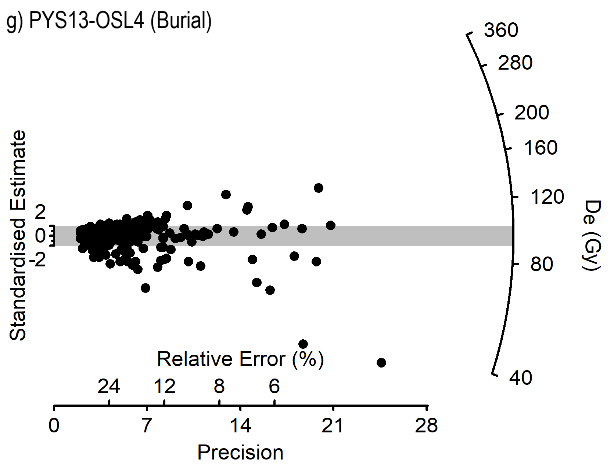 g) PYS13-OSL4 (Burial)
360
280
200
160
120
80
40
De (Gy)
Standardised Estimate
2
0
-2
Relative Error (%)
24 12 8 6
0 7 14 21 28
Precision